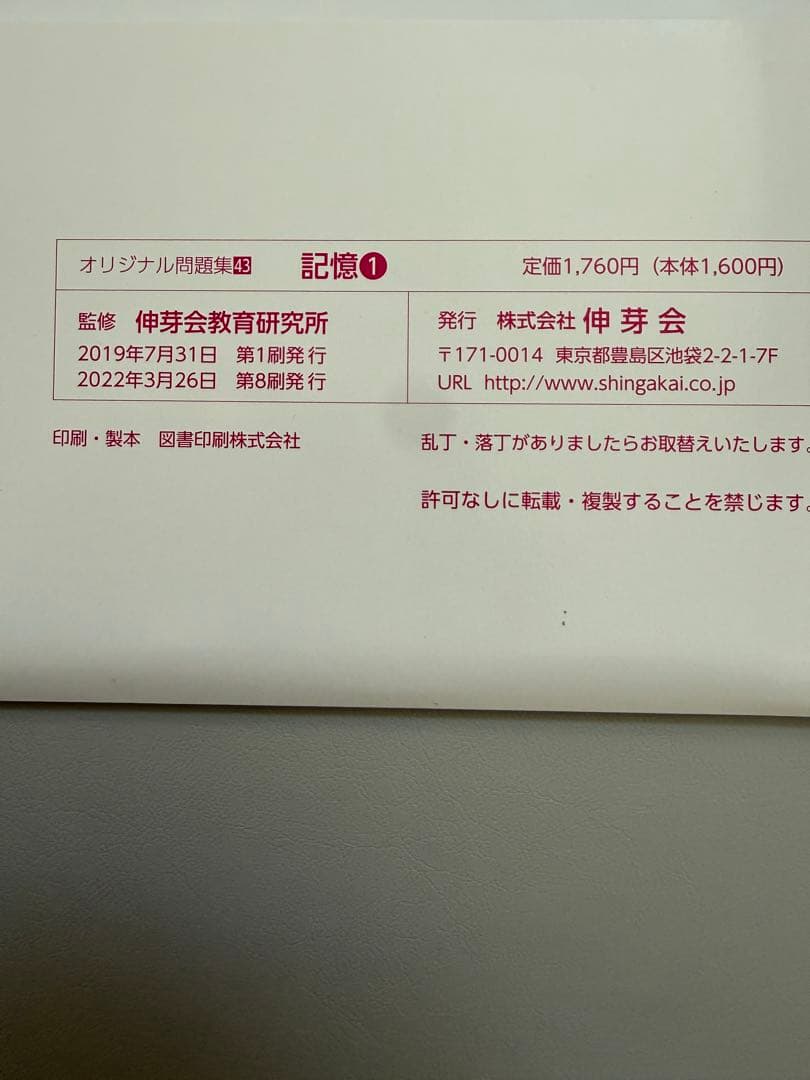 オリジナル問題集43 記憶1 定価1,760円（本体1,600円）
監修 伸芽会教育研究所
2019年7月31日 第1刷発行
2022年3月26日 第8刷発行
発行 株式会社 伸芽会
〒171-0014 東京都豊島区池袋2-2-1-7F
URL http://www.shingakai.co.jp
印刷・製本 図書印刷株式会社
乱丁・落丁がありましたらお取替えいたします。
許可なしに転載・複製することを禁じます。